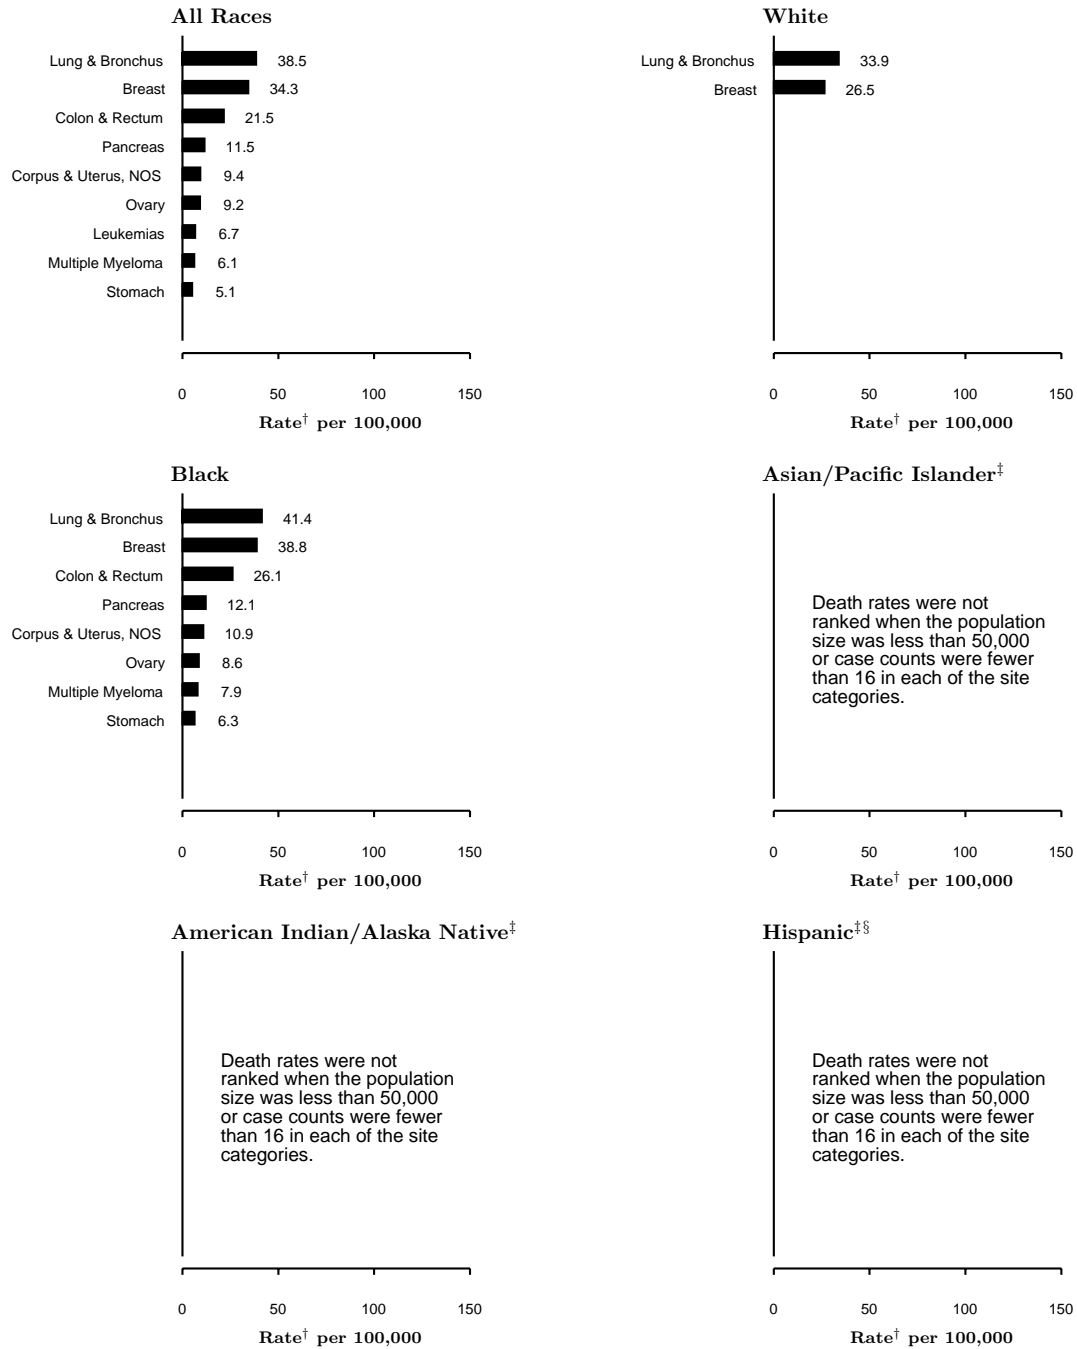 All Races
Lung & Bronchus 38.5
Breast 34.3
Colon & Rectum 21.5
Pancreas 11.5
Corpus & Uterus, NOS 9.4
Ovary 9.2
Leukemias 6.7
Multiple Myeloma 6.1
Stomach 5.1
0 50 100 150
Rate† per 100,000
White
Lung & Bronchus 33.9
Breast 26.5
0 50 100 150
Rate† per 100,000
Black
Lung & Bronchus 41.4
Breast 38.8
Colon & Rectum 26.1
Pancreas 12.1
Corpus & Uterus, NOS 10.9
Ovary 8.6
Multiple Myeloma 7.9
Stomach 6.3
0 50 100 150
Rate† per 100,000
Asian/Pacific Islander‡
Death rates were not
ranked when the population
size was less than 50,000
or case counts were fewer
than 16 in each of the site
categories.
0 50 100 150
Rate† per 100,000
American Indian/Alaska Native‡
Death rates were not
ranked when the population
size was less than 50,000
or case counts were fewer
than 16 in each of the site
categories.
0 50 100 150
Rate† per 100,000
Hispanic‡§
Death rates were not
ranked when the population
size was less than 50,000
or case counts were fewer
than 16 in each of the site
categories.
0 50 100 150
Rate† per 100,000